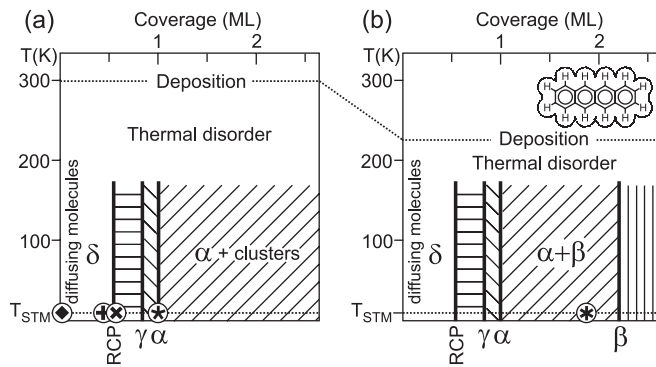 (a)
Coverage (ML)
1
2
T(K)
300
Deposition
Thermal disorder
200
diffusing molecules
100
δ
α + clusters
T_STM
RCP
γ α
(b)
Coverage (ML)
1
2
T(K)
300
H H H H
H H
H H
H H H H
Deposition
Thermal disorder
200
diffusing molecules
100
δ
α+β
T_STM
RCP
γ α
β